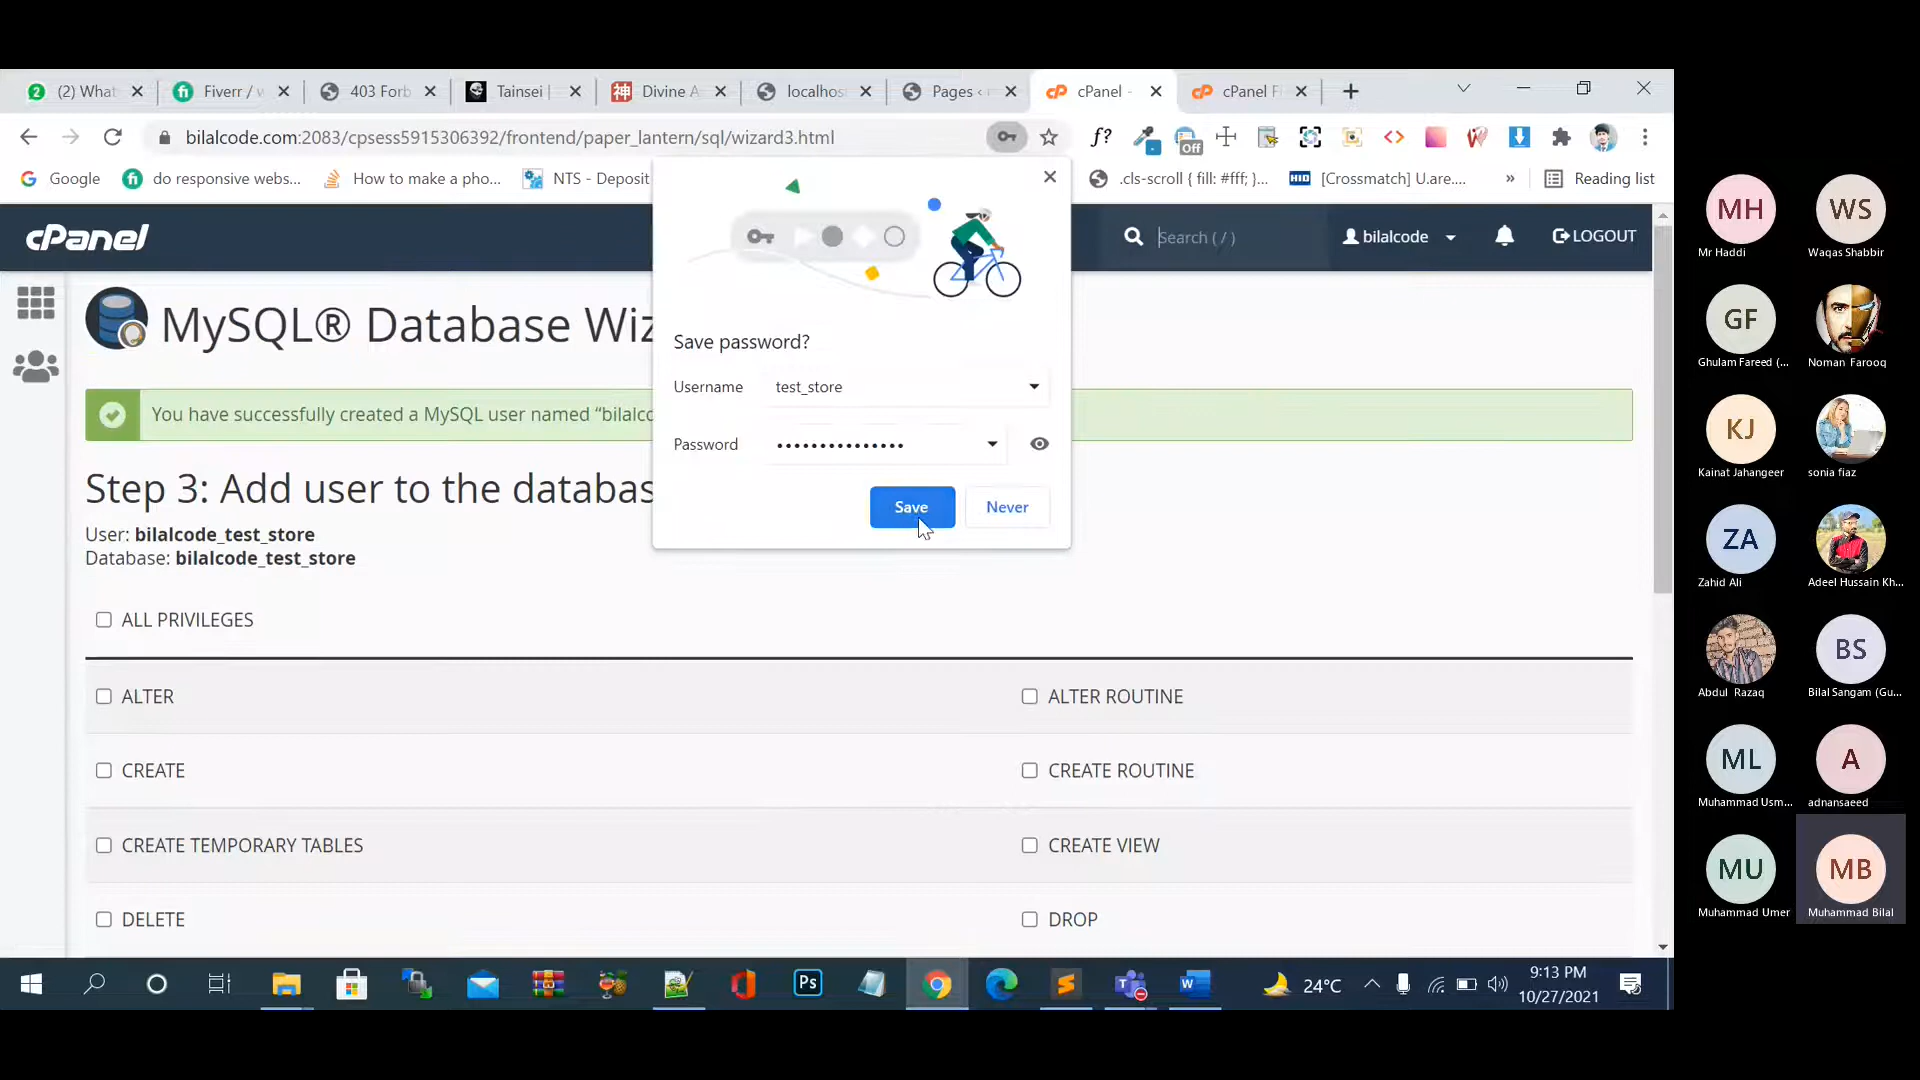 (2) What
Fiverr / w
403 Forb
Tainsei |
Divine A
localhos
Pages ‹
cPanel -
cPanel F
bilalcode.com:2083/cpsess5915306392/frontend/paper_lantern/sql/wizard3.html
f?
Off
Google
do responsive webs...
How to make a pho...
NTS - Deposit
.cls-scroll { fill: #fff; }...
HID
[Crossmatch] U.are....
»
Reading list
cPanel
Search ( / )
bilalcode
LOGOUT
MySQL® Database Wiz
You have successfully created a MySQL user named “bilalco
Step 3: Add user to the databas
User: bilalcode_test_store
Database: bilalcode_test_store
Save password?
Username test_store
Password •••••••••••••••
Save
Never
ALL PRIVILEGES
ALTER
ALTER ROUTINE
CREATE
CREATE ROUTINE
CREATE TEMPORARY TABLES
CREATE VIEW
DELETE
DROP
Ps
24°C
9:13 PM
10/27/2021
MH
Mr Haddi
WS
Waqas Shabbir
GF
Ghulam Fareed (...
Noman Farooq
KJ
Kainat Jahangeer
sonia fiaz
ZA
Zahid Ali
Adeel Hussain Kh...
Abdul Razaq
BS
Bilal Sangam (Gu...
ML
Muhammad Usm...
A
adnansaeed
MU
Muhammad Umer
MB
Muhammad Bilal